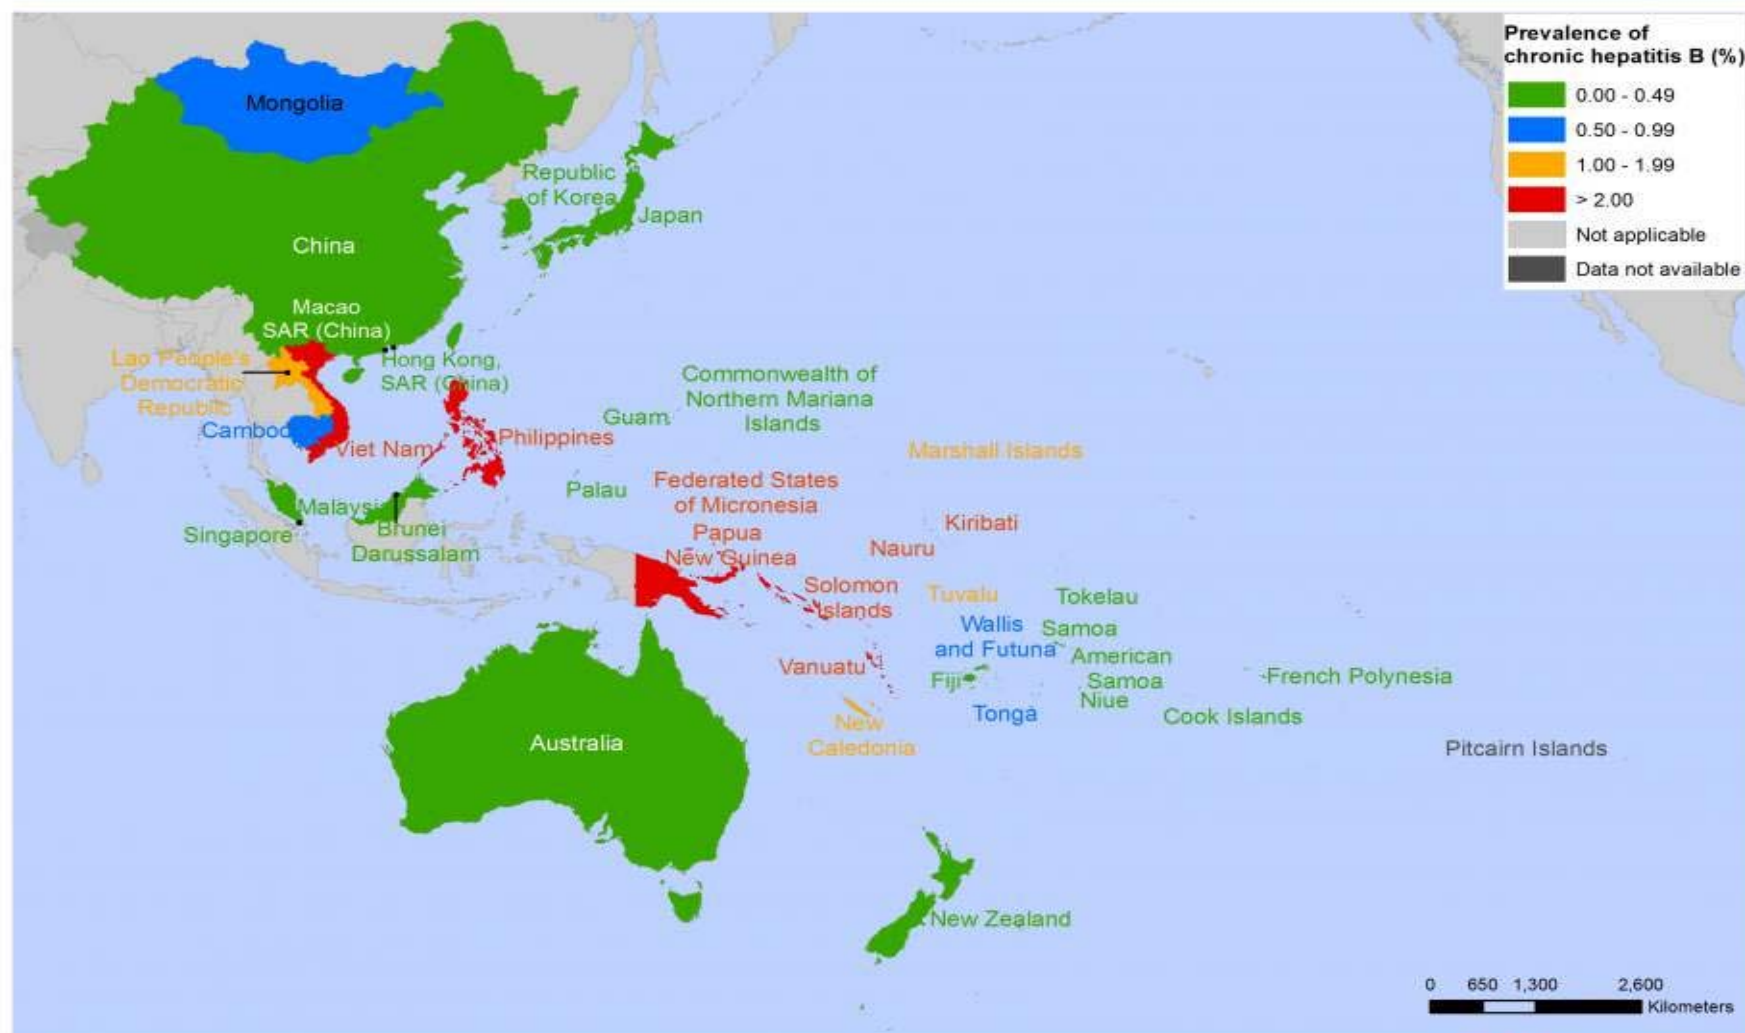 Prevalence of
chronic hepatitis B (%)
0.00 - 0.49
0.50 - 0.99
1.00 - 1.99
> 2.00
Not applicable
Data not available
Mongolia
Republic
of Korea
Japan
China
Macao
SAR (China)
Lao People's
Democratic
Republic
Hong Kong,
SAR (China)
Commonwealth of
Northern Mariana
Islands
Guam
Cambod
Viet Nam
Philippines
Marshall Islands
Palau
Federated States
of Micronesia
Malaysi
Singapore
Brunei
Darussalam
Papua
New Guinea
Kiribati
Nauru
Solomon
Islands
Tuvalu
Tokelau
Wallis
and Futuna
Samoa
American
Samoa
Vanuatu
Fiji
French Polynesia
Niue
Tonga
Cook Islands
New
Caledonia
Australia
Pitcairn Islands
New Zealand
0 650 1,300 2,600
Kilometers